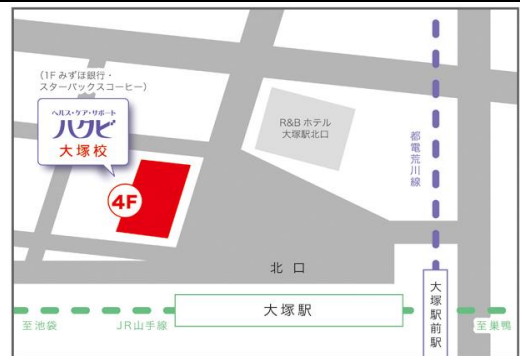 (1F みずほ銀行・
スターバックスコーヒー)
ヘルス・ケア・サポート
ハクビ
大塚校
4F
R&B ホテル
大塚駅北口
都電荒川線
北 口
大塚駅
大塚駅前駅
至池袋
JR山手線
至巣鴨